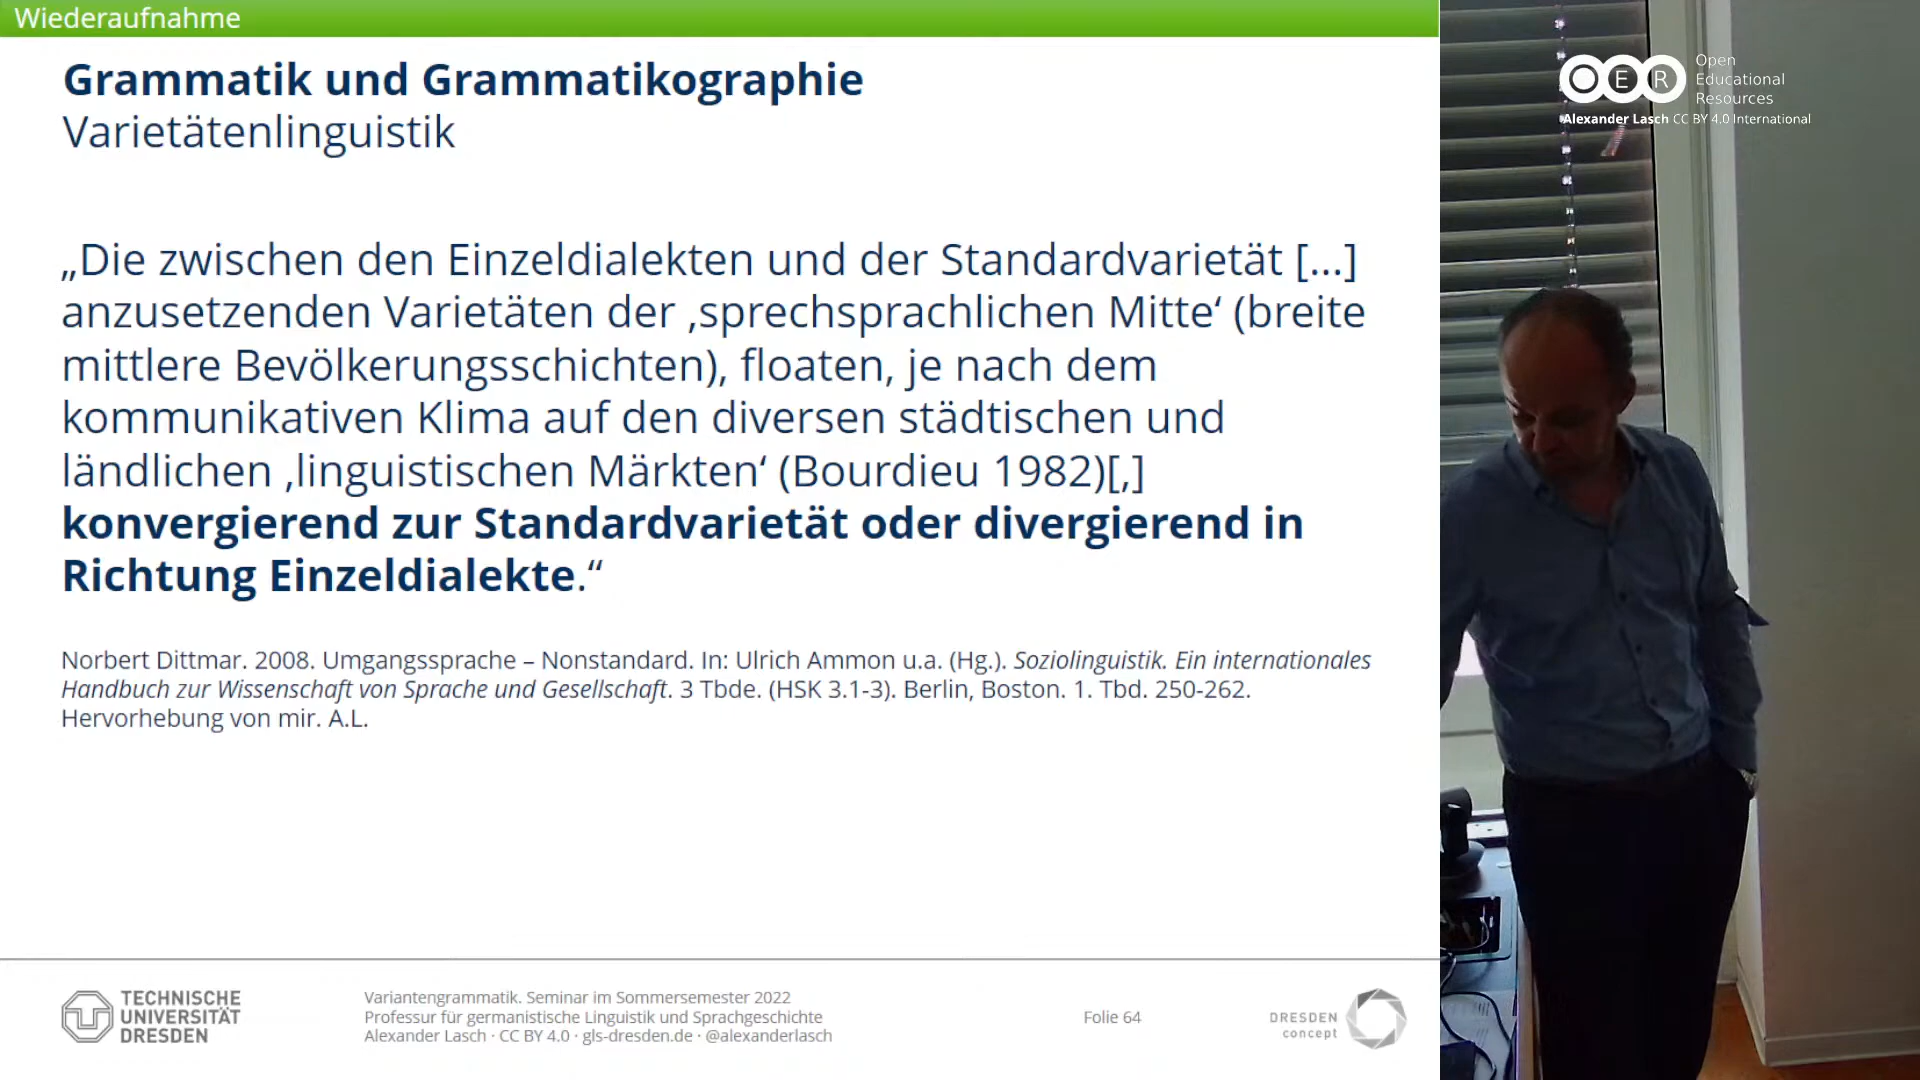 Wiederaufnahme
Grammatik und Grammatikographie
Varietätenlinguistik
„Die zwischen den Einzeldialekten und der Standardvarietät [...]
anzusetzenden Varietäten der ‚sprechsprachlichen Mitte‘ (breite
mittlere Bevölkerungsschichten), floaten, je nach dem
kommunikativen Klima auf den diversen städtischen und
ländlichen ‚linguistischen Märkten‘ (Bourdieu 1982)[,]
konvergierend zur Standardvarietät oder divergierend in
Richtung Einzeldialekte.“
Norbert Dittmar. 2008. Umgangssprache – Nonstandard. In: Ulrich Ammon u.a. (Hg.). Soziolinguistik. Ein internationales
Handbuch zur Wissenschaft von Sprache und Gesellschaft. 3 Tbde. (HSK 3.1-3). Berlin, Boston. 1. Tbd. 250-262.
Hervorhebung von mir. A.L.
TECHNISCHE
UNIVERSITÄT
DRESDEN
Variantengrammatik. Seminar im Sommersemester 2022
Professur für germanistische Linguistik und Sprachgeschichte
Alexander Lasch · CC BY 4.0 · gls-dresden.de · @alexanderlasch
Folie 64
DRESDEN
concept
OER
Open
Educational
Resources
Alexander Lasch CC BY 4.0 International